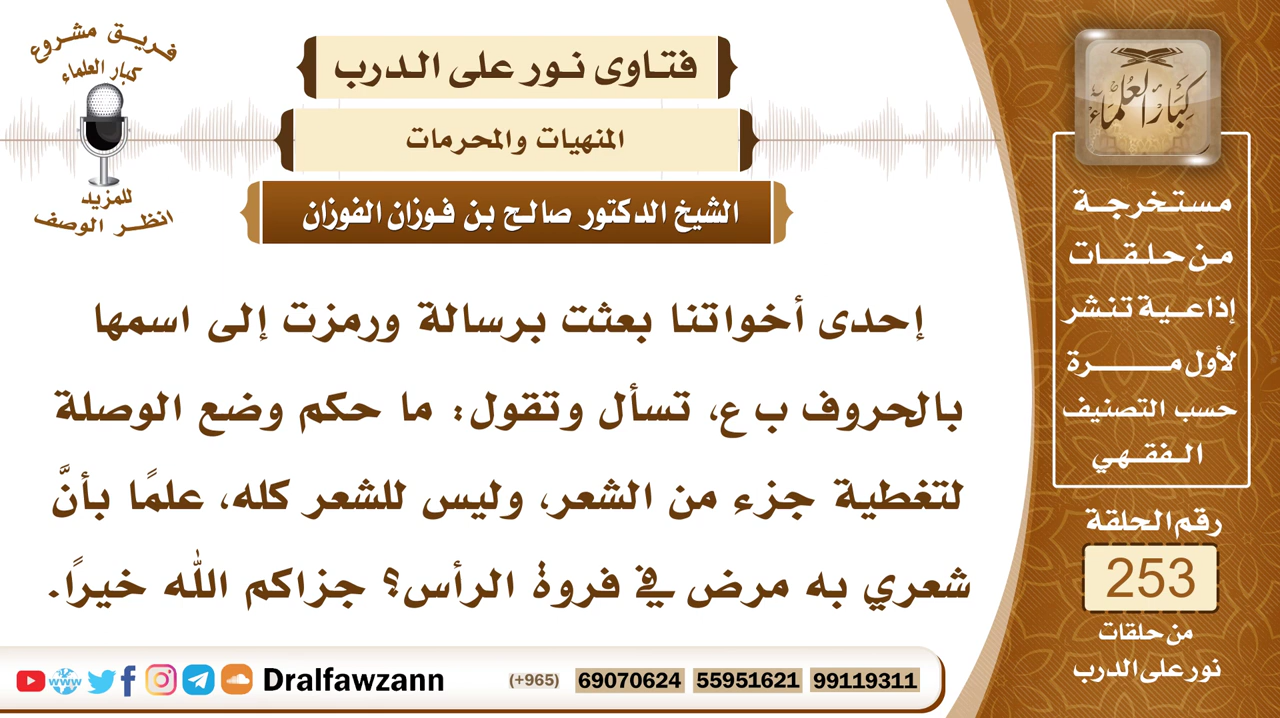 فريق مشروع
كبار العلماء
للمزيد
انظر الوصف
فتاوى نور على الدرب
المنهيات والمحرمات
الشيخ الدكتور صالح بن فوزان الفوزان
إحدى أخواتنا بعثت برسالة ورمزت إلى اسمها
بالحروف ب ع، تسأل وتقول: ما حكم وضع الوصلة
لتغطية جزء من الشعر، وليس للشعر كله، علمًا بأنَّ
شعري به مرض في فروة الرأس؟ جزاكم الله خيرًا.
كبار العلماء
مستخرجة
من حلقات
إذاعية تنشر
لأول مرة
حسب التصنيف
الفقهي
رقم الحلقة
253
من حلقات
نور على الدرب
www
Dralfawzann
(+965) 69070624 55951621 99119311